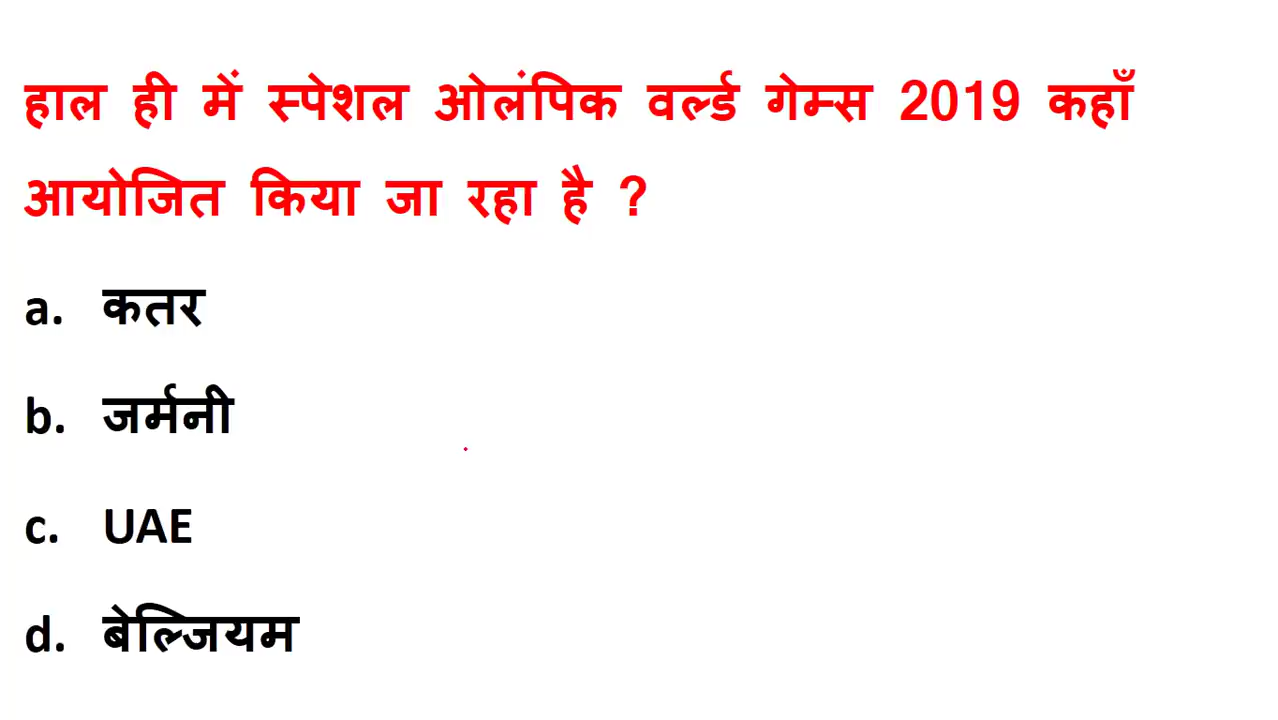 हाल ही में स्पेशल ओलंपिक वर्ल्ड गेम्स 2019 कहाँ
आयोजित किया जा रहा है ?
a. कतर
b. जर्मनी
c. UAE
d. बेल्जियम